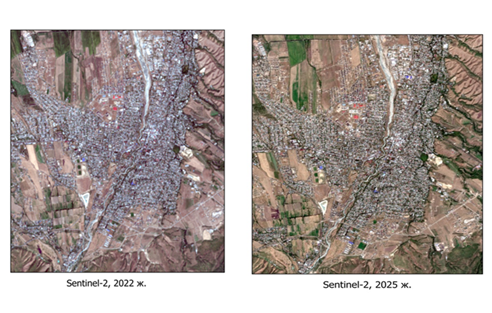 Sentinel-2, 2022 ж.
Sentinel-2, 2025 ж.